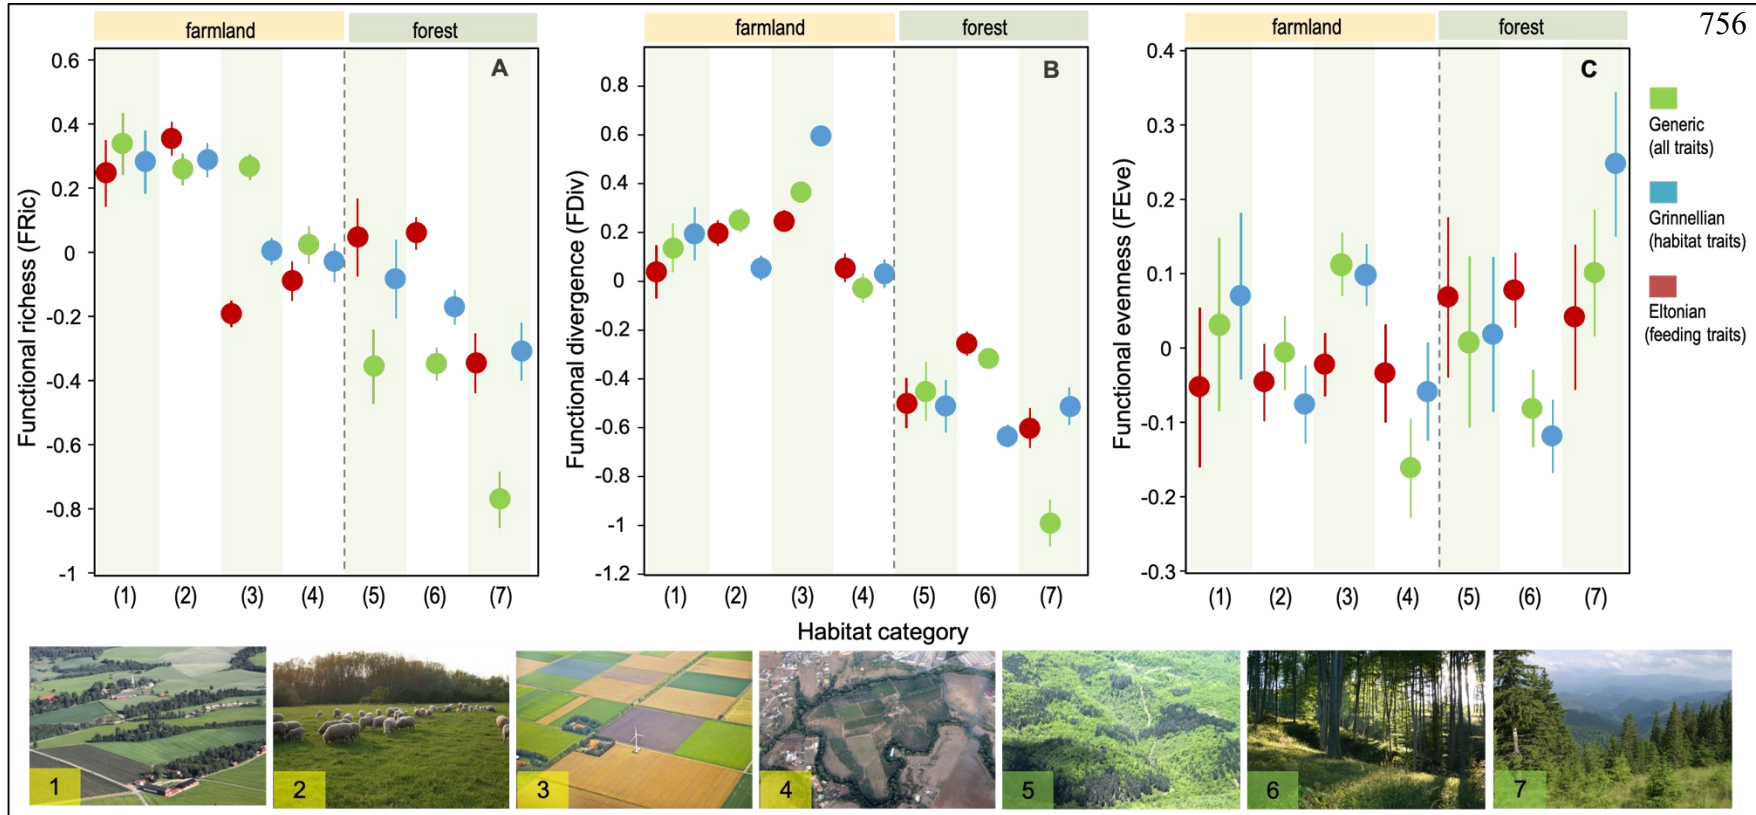 756
farmland forest
farmland forest
farmland forest
A
B
C
Functional richess (FRic)
0.6
0.4
0.2
0
-0.2
-0.4
-0.6
-0.8
-1
(1) (2) (3) (4) (5) (6) (7)
Functional divergence (FDiv)
0.8
0.6
0.4
0.2
0
-0.2
-0.4
-0.6
-0.8
-1
-1.2
(1) (2) (3) (4) (5) (6) (7)
Functional evenness (FEve)
0.4
0.3
0.2
0.1
0
-0.1
-0.2
-0.3
(1) (2) (3) (4) (5) (6) (7)
Generic
(all traits)
Grinnellian
(habitat traits)
Eltonian
(feeding traits)
Habitat category
1 2 3 4 5 6 7